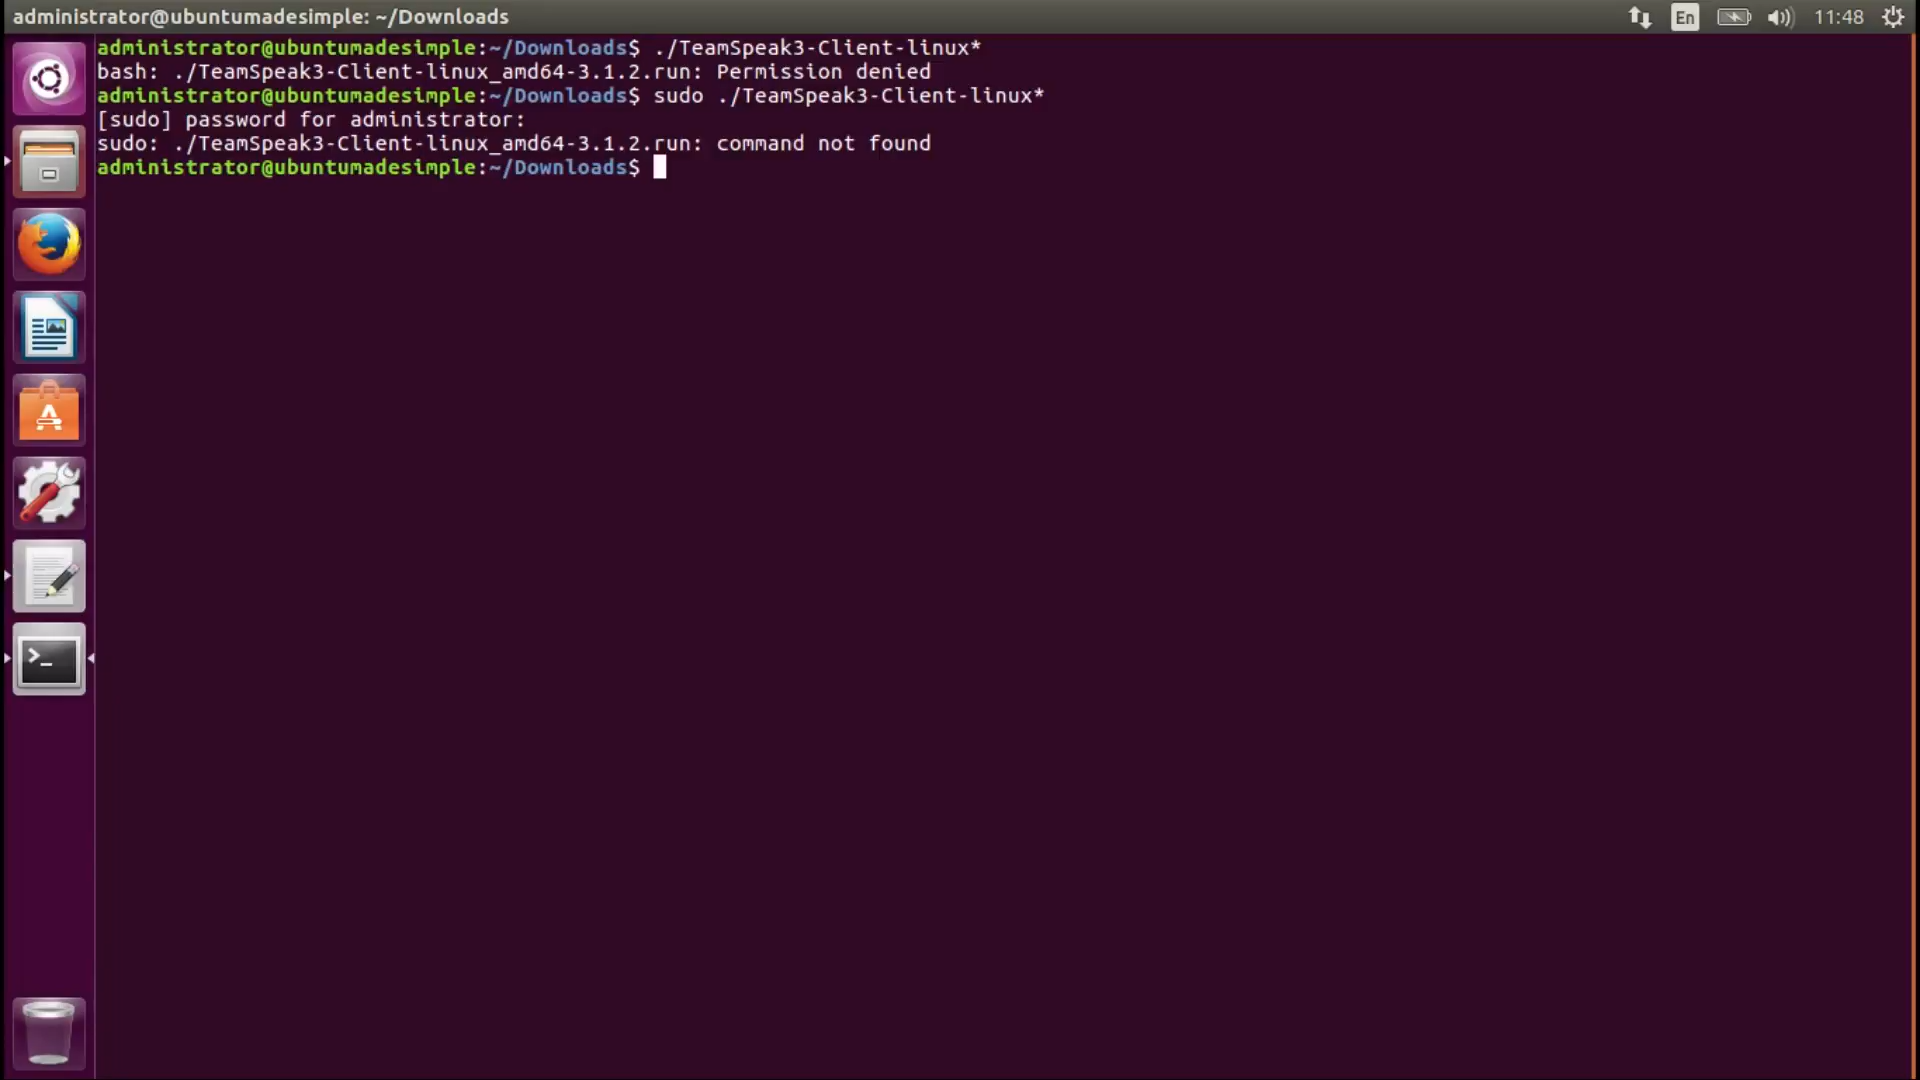 administrator@ubuntumadesimple: ~/Downloads
En
11:48
administrator@ubuntumadesimple:~/Downloads$ ./TeamSpeak3-Client-linux*
bash: ./TeamSpeak3-Client-linux_amd64-3.1.2.run: Permission denied
administrator@ubuntumadesimple:~/Downloads$ sudo ./TeamSpeak3-Client-linux*
[sudo] password for administrator:
sudo: ./TeamSpeak3-Client-linux_amd64-3.1.2.run: command not found
administrator@ubuntumadesimple:~/Downloads$